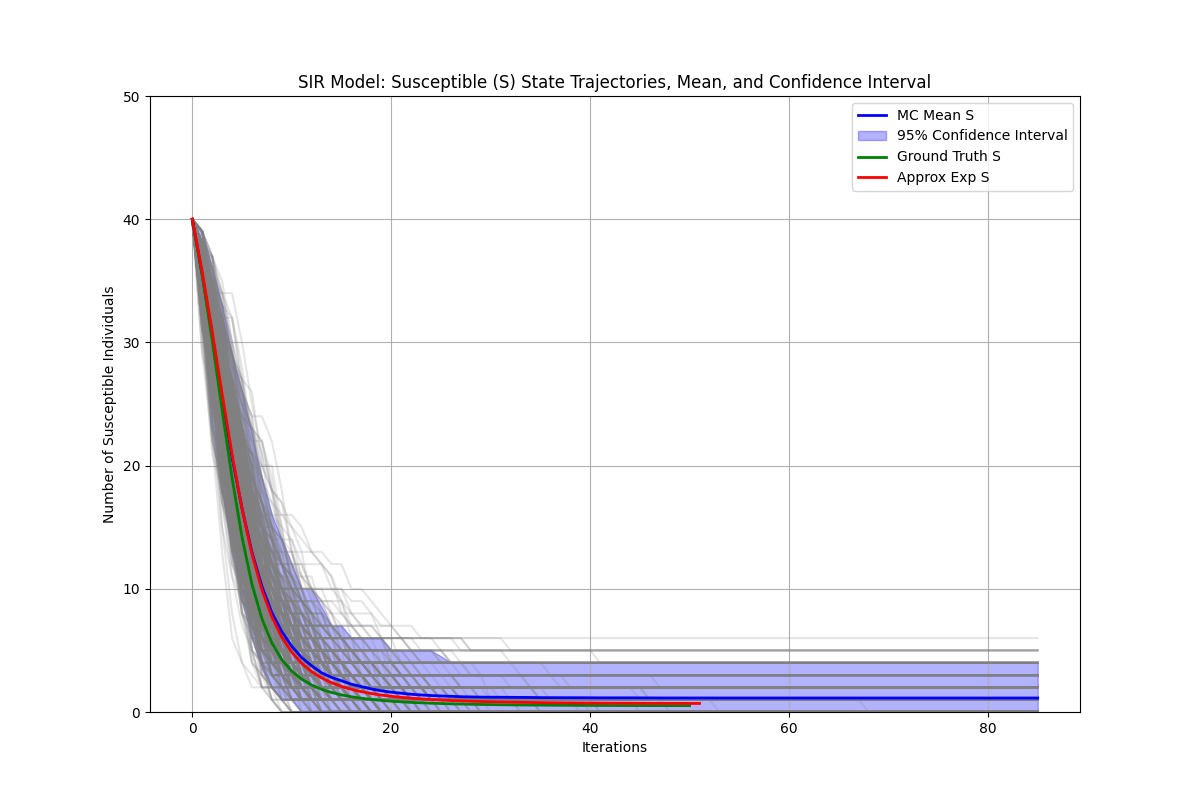 SIR Model: Susceptible (S) State Trajectories, Mean, and Confidence Interval
50
40
30
20
10
0
Number of Susceptible Individuals
MC Mean S
95% Confidence Interval
Ground Truth S
Approx Exp S
0
20
40
60
80
Iterations